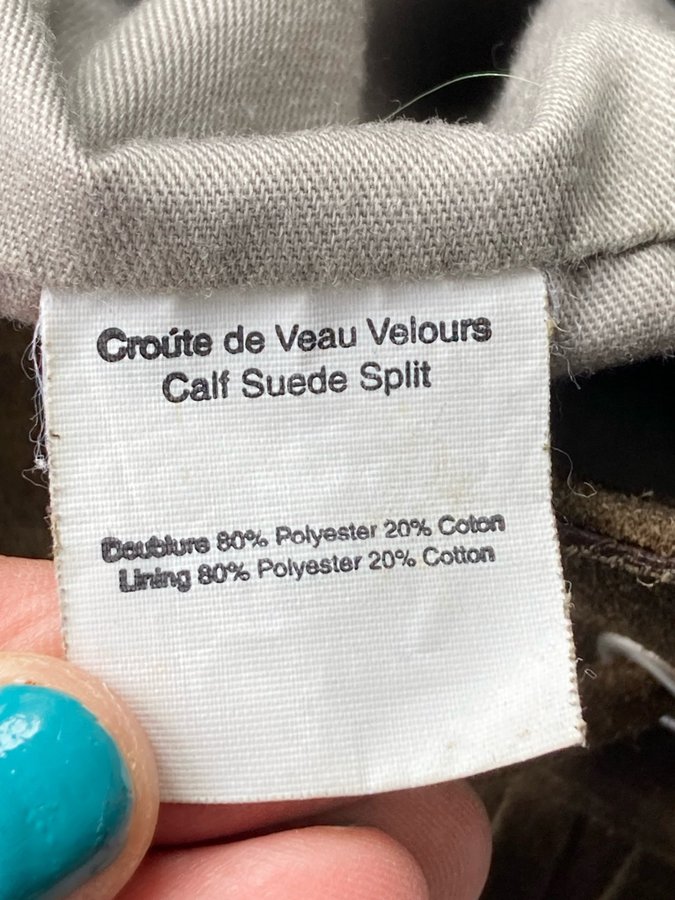 Croûte de Veau Velours
Calf Suede Split
Doublure 80% Polyester 20% Coton
Lining 80% Polyester 20% Cotton